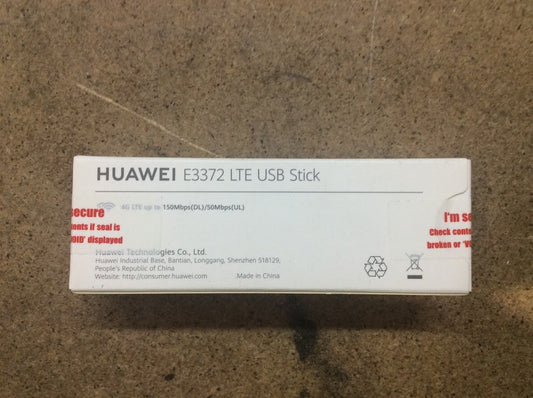 HUAWEI E3372 LTE USB Stick
4G LTE up to 150Mbps(DL)/50Mbps(UL)
secure
ents if seal is
OID' displayed
Huawei Technologies Co., Ltd.
Huawei Industrial Base, Bantian, Longgang, Shenzhen 518129,
People's Republic of China
Website: http://consumer.huawei.com .Made in China
I'm se
Check conte
broken or 'VO